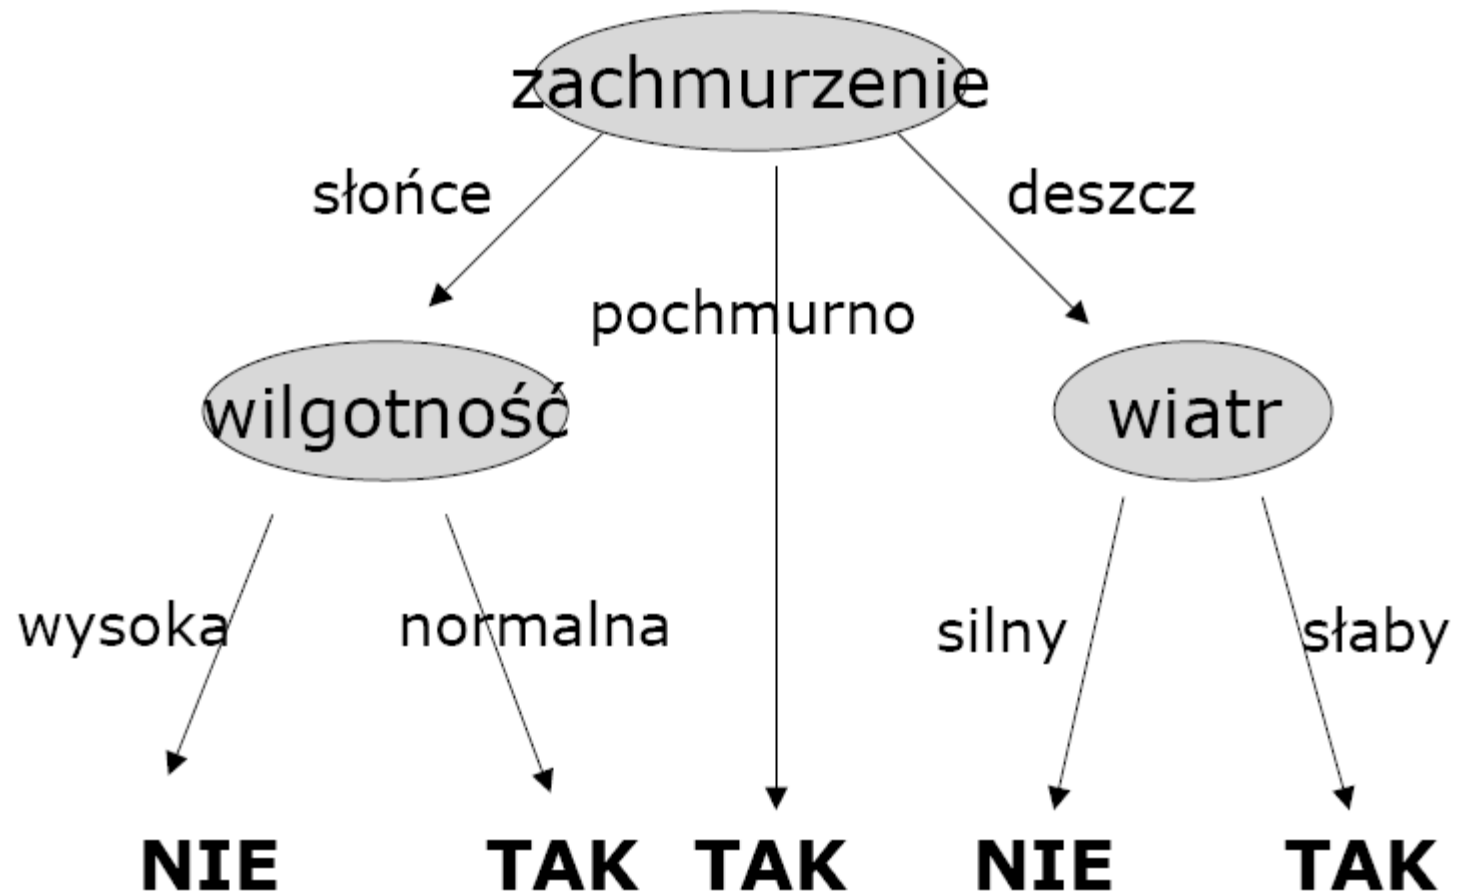 zachmurzenie
słońce
deszcz
pochmurno
wilgotność
wiatr
wysoka
normalna
silny
słaby
NIE
TAK
TAK
NIE
TAK